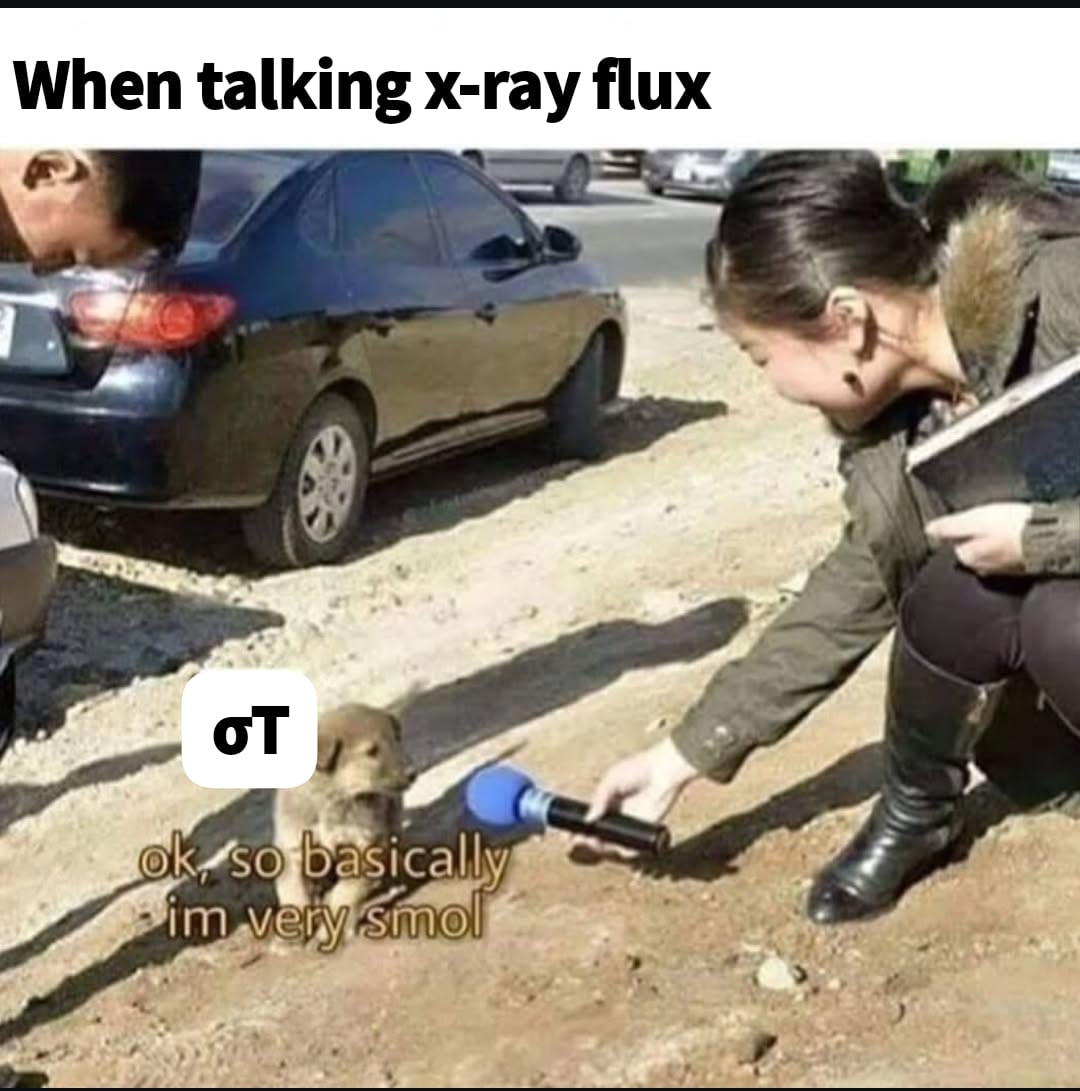 When talking x-ray flux
σT
ok, so basically
im very smol